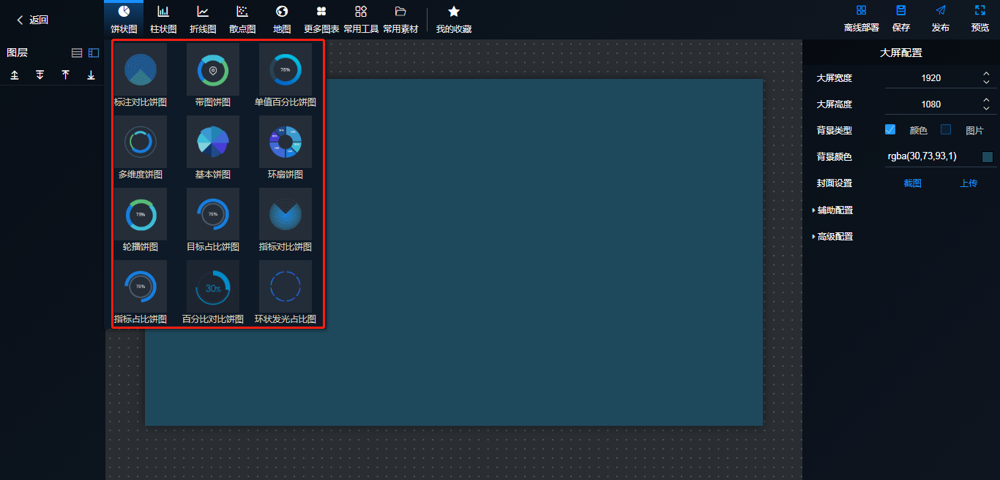 返回
饼状图 柱状图 折线图 散点图 地图 更多图表 常用工具 常用素材 我的收藏
离线部署 保存 发布 预览
图层
标注对比饼图 带图饼图 单值百分比饼图
75%
多维度饼图 基本饼图 环扇饼图
75% 76%
轮播饼图 目标占比饼图 指标对比饼图
76% 30%
指标占比饼图 百分比对比饼图 环状发光占比图
大屏配置
大屏宽度 1920
大屏高度 1080
背景类型 颜色 图片
背景颜色 rgba(30,73,93,1)
封面设置 截图 上传
辅助配置
高级配置